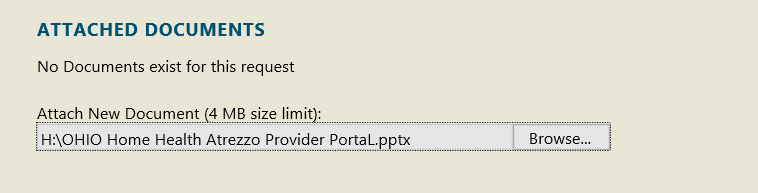 ATTACHED DOCUMENTS
No Documents exist for this request
Attach New Document (4 MB size limit):
H:\OHIO Home Health Atrezzo Provider PortaL.pptx Browse...